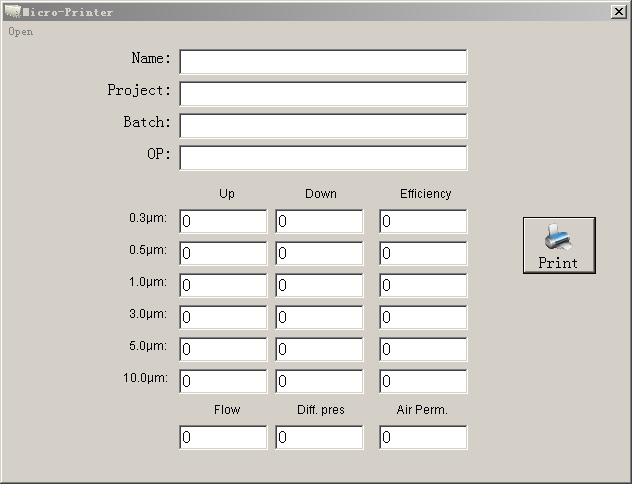 Micro-Printer
Open
Name:
Project:
Batch:
OP:
Up Down Efficiency
0.3μm: 0 0 0
0.5μm: 0 0 0
1.0μm: 0 0 0
3.0μm: 0 0 0
5.0μm: 0 0 0
10.0μm: 0 0 0
Print
Flow Diff. pres Air Perm.
0 0 0